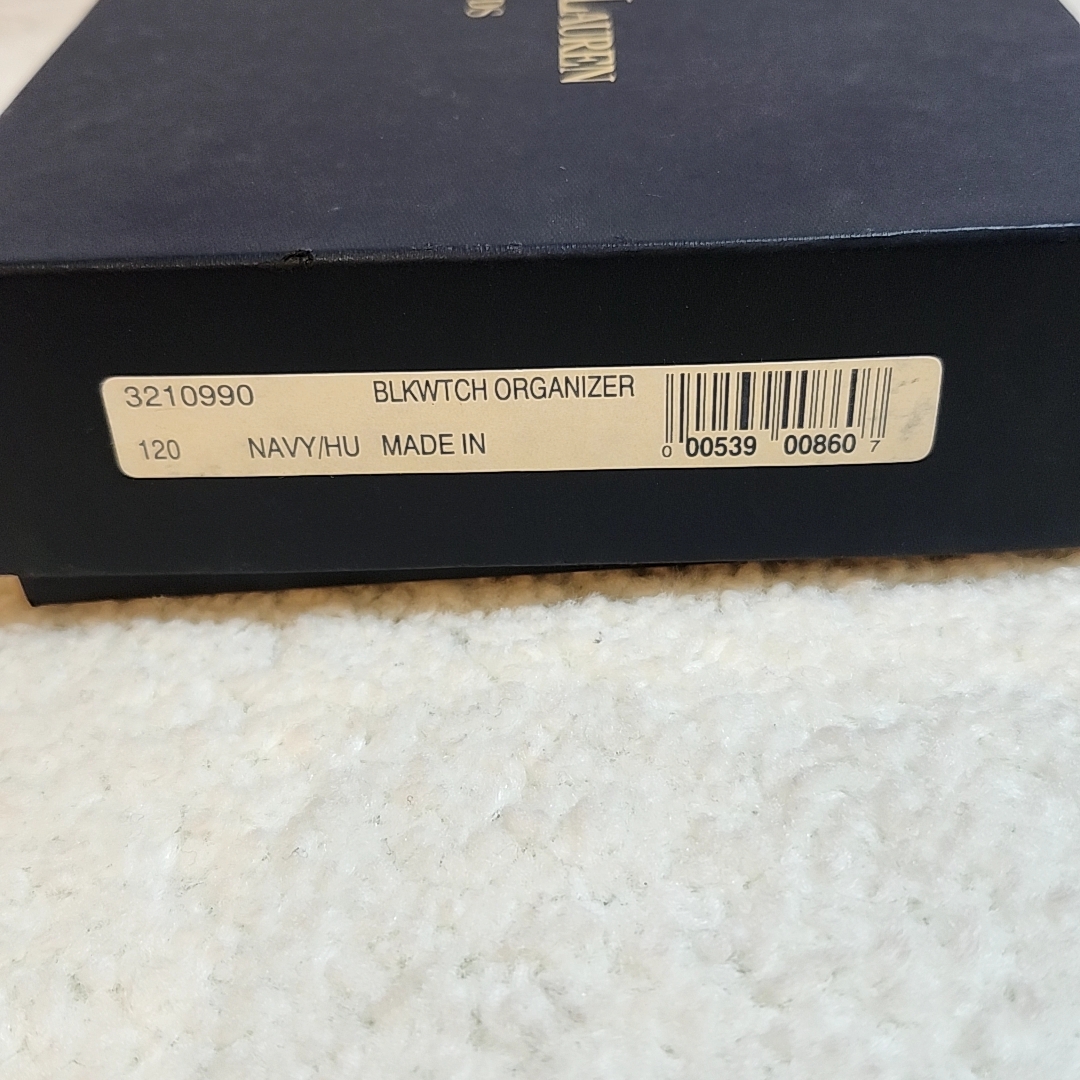 LAUREN
3210990 BLKWTCH ORGANIZER
120 NAVY/HU MADE IN
0 00539 00860 7